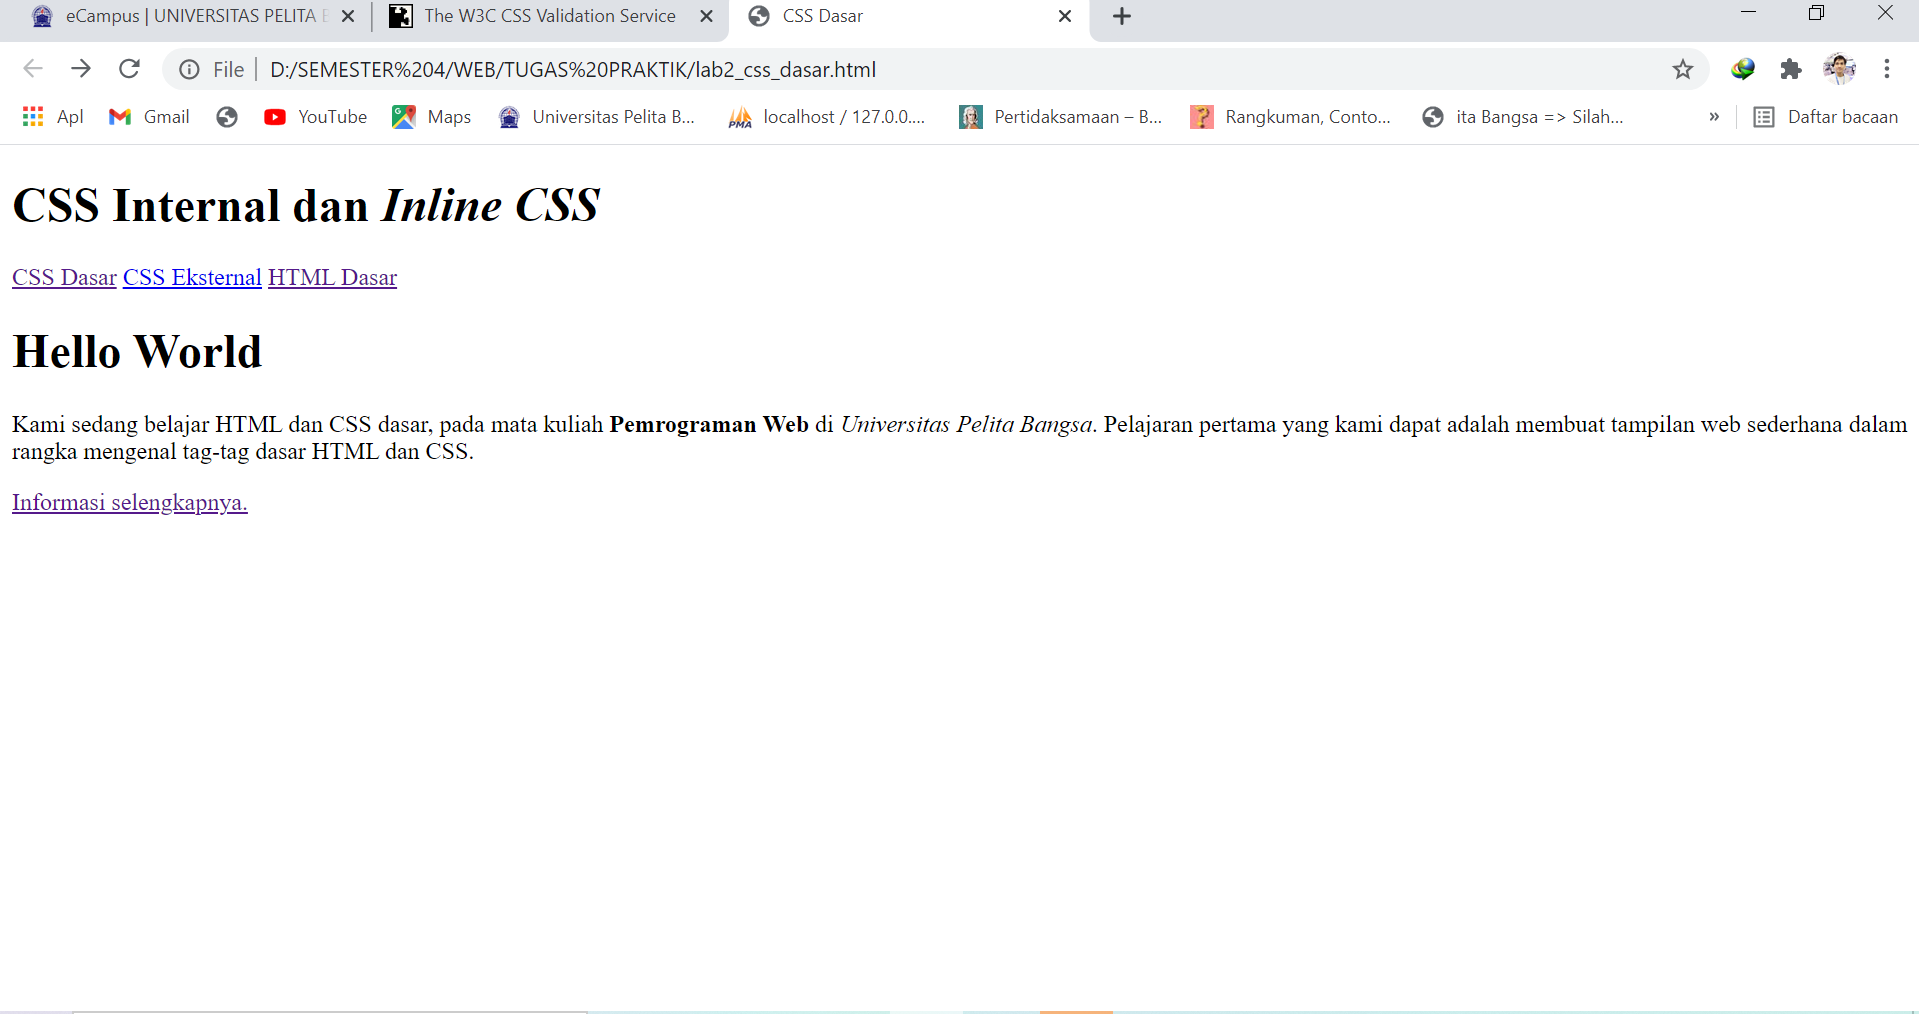 eCampus | UNIVERSITAS PELITA
The W3C CSS Validation Service
CSS Dasar
File | D:/SEMESTER%204/WEB/TUGAS%20PRAKTIK/lab2_css_dasar.html
Apl
Gmail
YouTube
Maps
Universitas Pelita B...
PMA
localhost / 127.0.0....
Pertidaksamaan – B...
Rangkuman, Conto...
ita Bangsa => Silah...
»
Daftar bacaan
CSS Internal dan Inline CSS
CSS Dasar CSS Eksternal HTML Dasar
Hello World
Kami sedang belajar HTML dan CSS dasar, pada mata kuliah Pemrograman Web di Universitas Pelita Bangsa. Pelajaran pertama yang kami dapat adalah membuat tampilan web sederhana dalam
rangka mengenal tag-tag dasar HTML dan CSS.
Informasi selengkapnya.